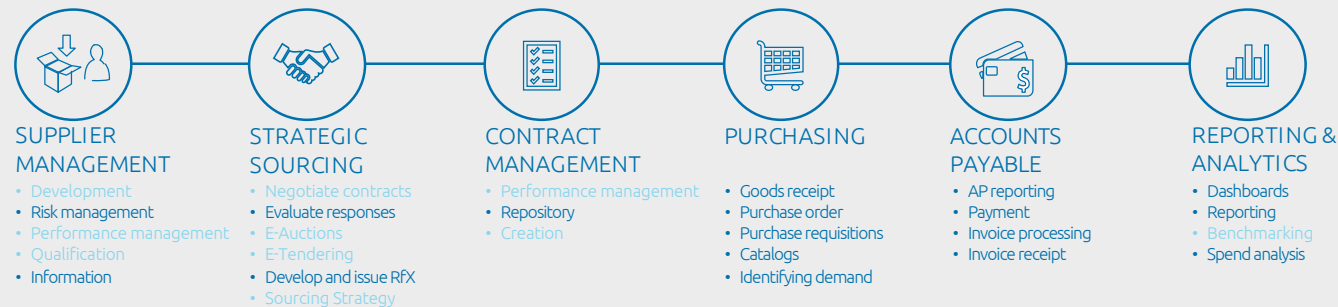 SUPPLIER
MANAGEMENT
• Development
• Risk management
• Performance management
• Qualification
• Information
STRATEGIC
SOURCING
• Negotiate contracts
• Evaluate responses
• E-Auctions
• E-Tendering
• Develop and issue RfX
• Sourcing Strategy
CONTRACT
MANAGEMENT
• Performance management
• Repository
• Creation
PURCHASING
• Goods receipt
• Purchase order
• Purchase requisitions
• Catalogs
• Identifying demand
$
ACCOUNTS
PAYABLE
• AP reporting
• Payment
• Invoice processing
• Invoice receipt
REPORTING &
ANALYTICS
• Dashboards
• Reporting
• Benchmarking
• Spend analysis